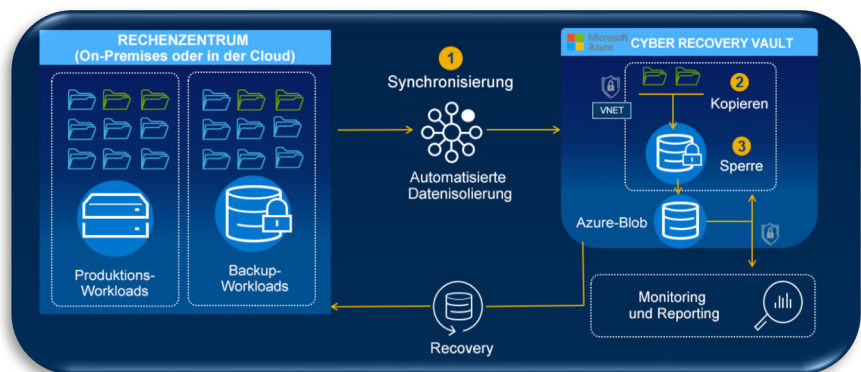 RECHENZENTRUM
(On-Premises oder in der Cloud)
Produktions-
Workloads
Backup-
Workloads
1
Synchronisierung
Automatisierte
Datenisolierung
Recovery
Microsoft
Azure
CYBER RECOVERY VAULT
VNET
2
Kopieren
3
Sperre
Azure-Blob
Monitoring
und Reporting